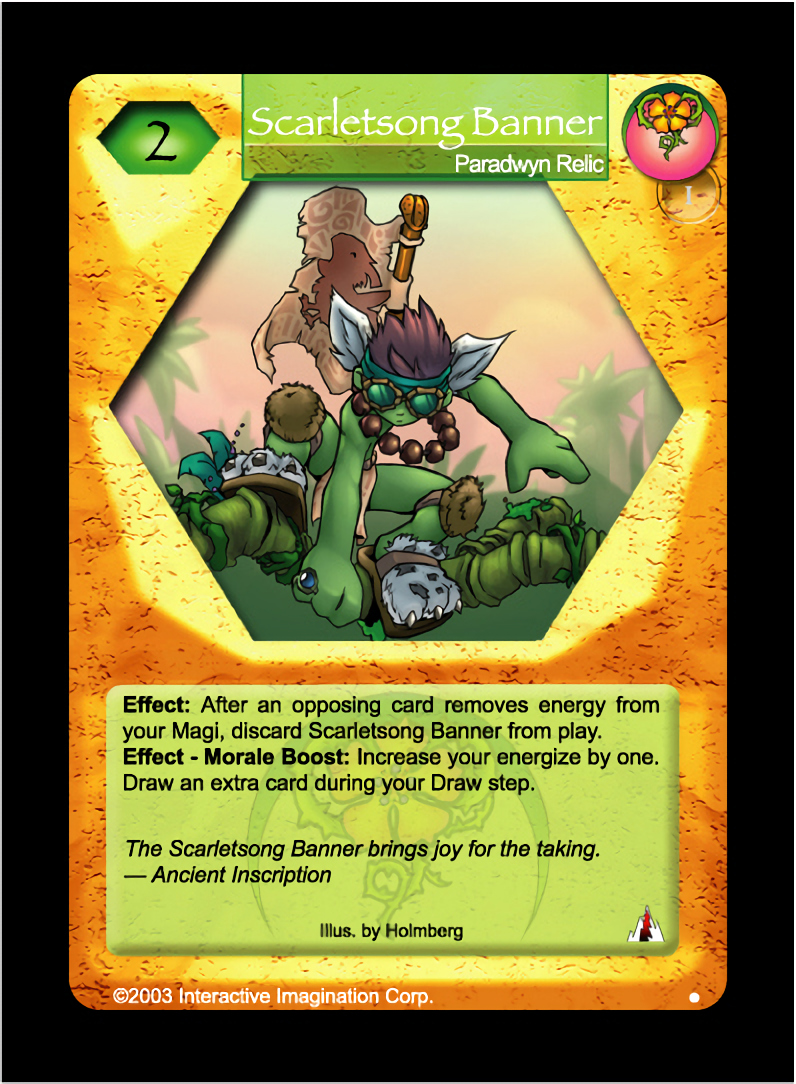 2
Scarletsong Banner
Paradwyn Relic
I
Effect: After an opposing card removes energy from
your Magi, discard Scarletsong Banner from play.
Effect - Morale Boost: Increase your energize by one.
Draw an extra card during your Draw step.
The Scarletsong Banner brings joy for the taking.
— Ancient Inscription
Illus. by Holmberg
©2003 Interactive Imagination Corp.